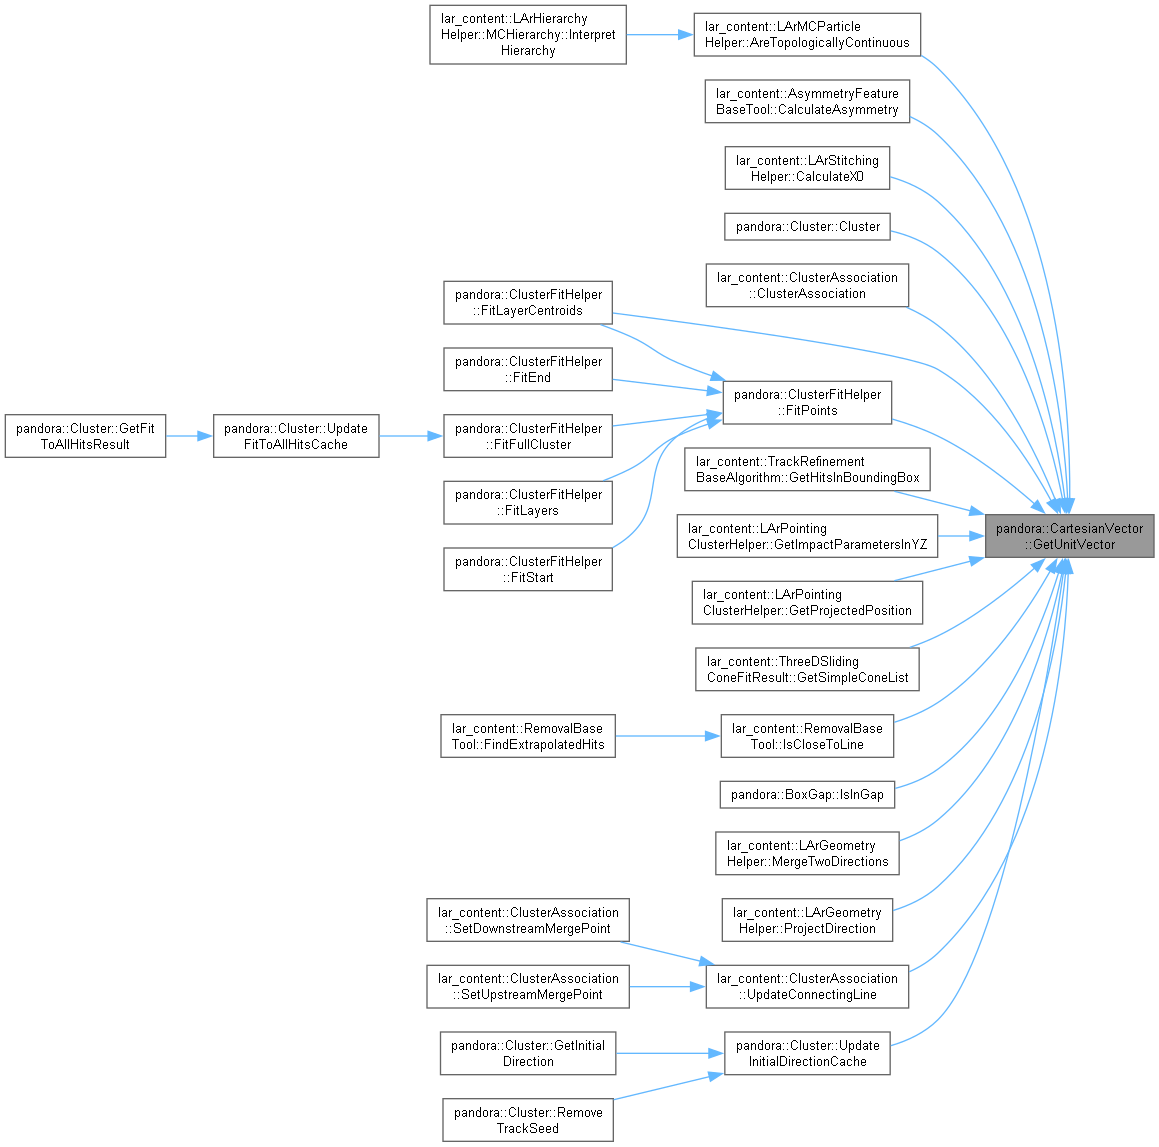 lar_content::LArHierarchy
Helper::MCHierarchy::Interpret
Hierarchy
lar_content::LArMCParticle
Helper::AreTopologicallyContinuous
lar_content::AsymmetryFeature
BaseTool::CalculateAsymmetry
lar_content::LArStitching
Helper::CalculateX0
pandora::Cluster::Cluster
lar_content::ClusterAssociation
::ClusterAssociation
pandora::ClusterFitHelper
::FitLayerCentroids
pandora::ClusterFitHelper
::FitEnd
pandora::ClusterFitHelper
::FitPoints
pandora::Cluster::GetFit
ToAllHitsResult
pandora::Cluster::Update
FitToAllHitsCache
pandora::ClusterFitHelper
::FitFullCluster
lar_content::TrackRefinement
BaseAlgorithm::GetHitsInBoundingBox
pandora::ClusterFitHelper
::FitLayers
lar_content::LArPointing
ClusterHelper::GetImpactParametersInYZ
pandora::CartesianVector
::GetUnitVector
pandora::ClusterFitHelper
::FitStart
lar_content::LArPointing
ClusterHelper::GetProjectedPosition
lar_content::ThreeDSliding
ConeFitResult::GetSimpleConeList
lar_content::RemovalBase
Tool::FindExtrapolatedHits
lar_content::RemovalBase
Tool::IsCloseToLine
pandora::BoxGap::IsInGap
lar_content::LArGeometry
Helper::MergeTwoDirections
lar_content::ClusterAssociation
::SetDownstreamMergePoint
lar_content::LArGeometry
Helper::ProjectDirection
lar_content::ClusterAssociation
::SetUpstreamMergePoint
lar_content::ClusterAssociation
::UpdateConnectingLine
pandora::Cluster::GetInitial
Direction
pandora::Cluster::Update
InitialDirectionCache
pandora::Cluster::Remove
TrackSeed